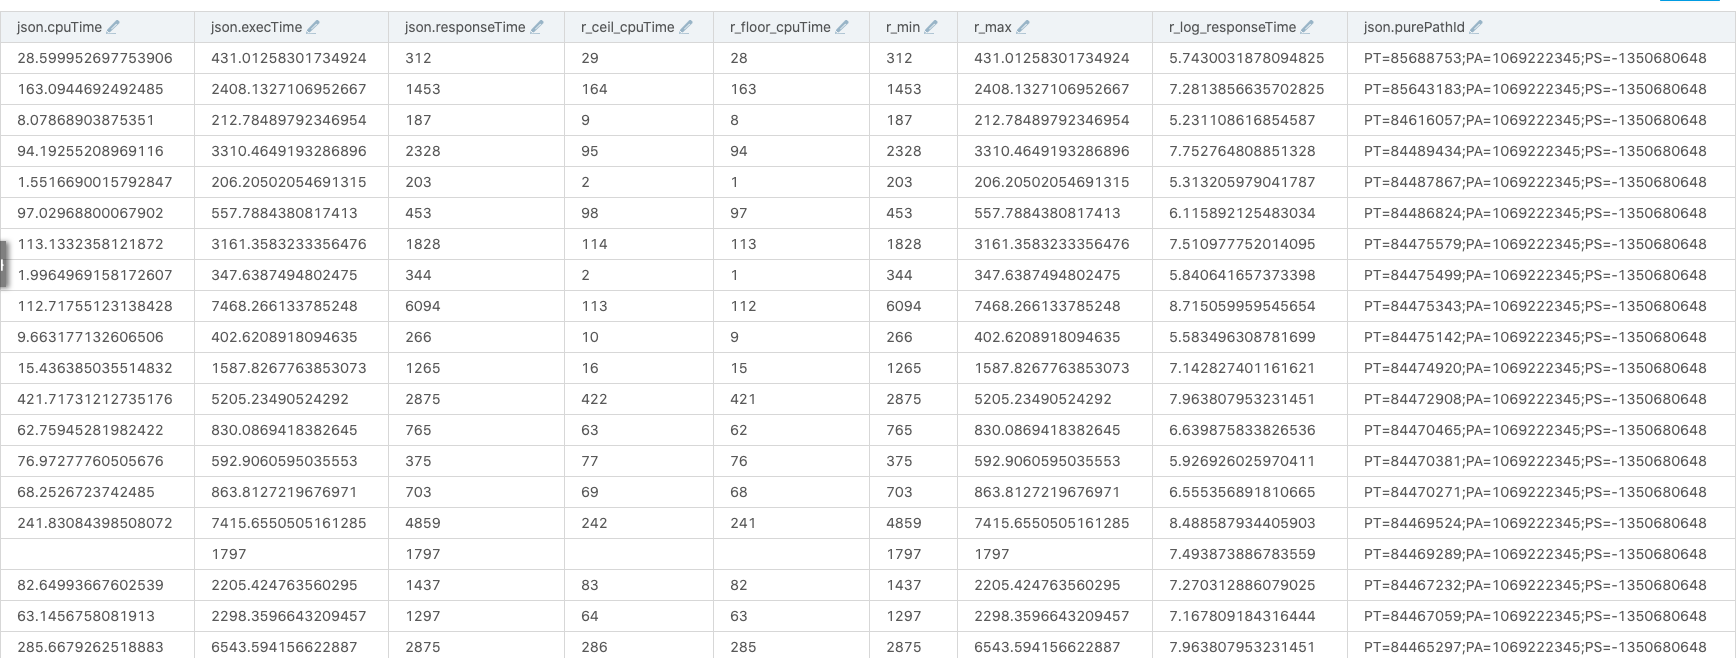 json.cpuTime json.execTime json.responseTime r_ceil_cpuTime r_floor_cpuTime r_min r_max r_log_responseTime json.purePathId
28.599952697753906 431.01258301734924 312 29 28 312 431.01258301734924 5.7430031878094825 PT=85688753;PA=1069222345;PS=-1350680648
163.0944692492485 2408.1327106952667 1453 164 163 1453 2408.1327106952667 7.2813856635702825 PT=85643183;PA=1069222345;PS=-1350680648
8.07868903875351 212.78489792346954 187 9 8 187 212.78489792346954 5.231108616854587 PT=84616057;PA=1069222345;PS=-1350680648
94.19255208969116 3310.4649193286896 2328 95 94 2328 3310.4649193286896 7.752764808851328 PT=84489434;PA=1069222345;PS=-1350680648
1.5516690015792847 206.20502054691315 203 2 1 203 206.20502054691315 5.313205979041787 PT=84487867;PA=1069222345;PS=-1350680648
97.02968800067902 557.7884380817413 453 98 97 453 557.7884380817413 6.115892125483034 PT=84486824;PA=1069222345;PS=-1350680648
113.1332358121872 3161.3583233356476 1828 114 113 1828 3161.3583233356476 7.510977752014095 PT=84475579;PA=1069222345;PS=-1350680648
1.9964969158172607 347.6387494802475 344 2 1 344 347.6387494802475 5.840641657373398 PT=84475499;PA=1069222345;PS=-1350680648
112.71755123138428 7468.266133785248 6094 113 112 6094 7468.266133785248 8.715059959545654 PT=84475343;PA=1069222345;PS=-1350680648
9.663177132606506 402.6208918094635 266 10 9 266 402.6208918094635 5.583496308781699 PT=84475142;PA=1069222345;PS=-1350680648
15.436385035514832 1587.8267763853073 1265 16 15 1265 1587.8267763853073 7.142827401161621 PT=84474920;PA=1069222345;PS=-1350680648
421.71731212735176 5205.23490524292 2875 422 421 2875 5205.23490524292 7.963807953231451 PT=84472908;PA=1069222345;PS=-1350680648
62.75945281982422 830.0869418382645 765 63 62 765 830.0869418382645 6.639875833826536 PT=84470465;PA=1069222345;PS=-1350680648
76.97277760505676 592.9060595035553 375 77 76 375 592.9060595035553 5.926926025970411 PT=84470381;PA=1069222345;PS=-1350680648
68.2526723742485 863.8127219676971 703 69 68 703 863.8127219676971 6.555356891810665 PT=84470271;PA=1069222345;PS=-1350680648
241.83084398508072 7415.6550505161285 4859 242 241 4859 7415.6550505161285 8.488587934405903 PT=84469524;PA=1069222345;PS=-1350680648
1797 1797 1797 1797 7.493873886783559 PT=84469289;PA=1069222345;PS=-1350680648
82.64993667602539 2205.424763560295 1437 83 82 1437 2205.424763560295 7.270312886079025 PT=84467232;PA=1069222345;PS=-1350680648
63.1456758081913 2298.3596643209457 1297 64 63 1297 2298.3596643209457 7.167809184316444 PT=84467059;PA=1069222345;PS=-1350680648
285.6679262518883 6543.594156622887 2875 286 285 2875 6543.594156622887 7.963807953231451 PT=84465297;PA=1069222345;PS=-1350680648